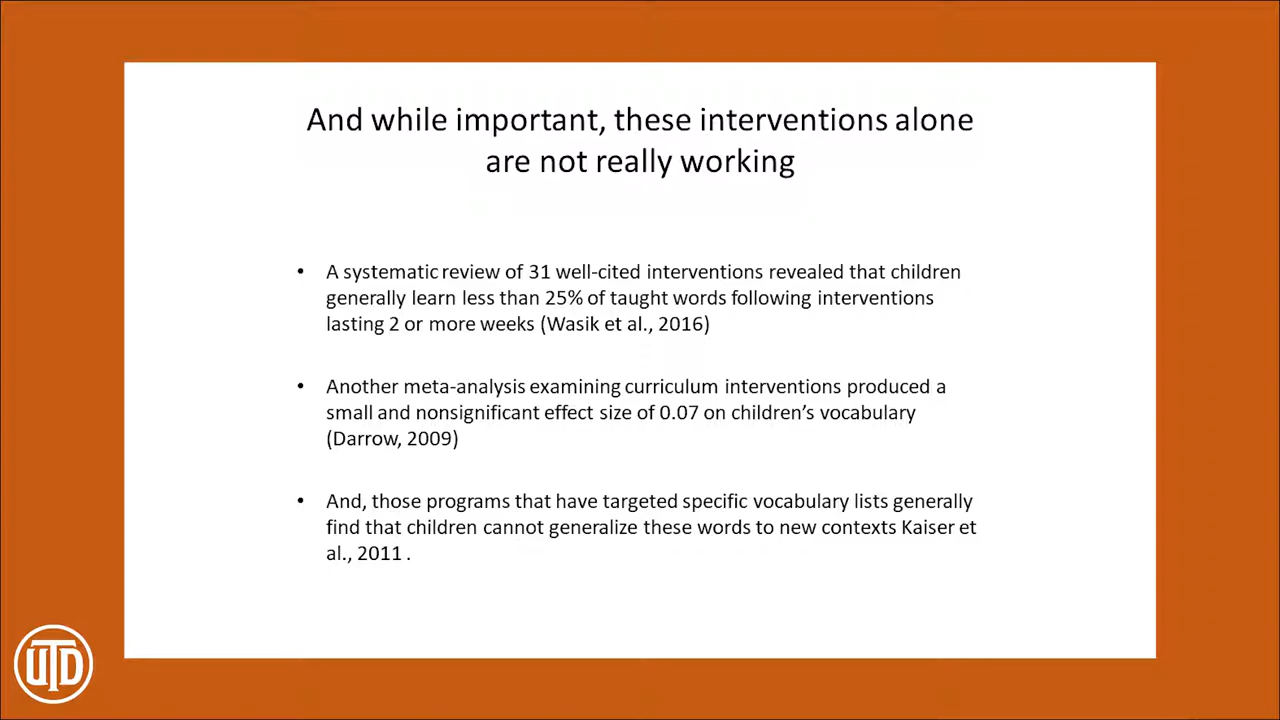 And while important, these interventions alone
are not really working
• A systematic review of 31 well-cited interventions revealed that children
generally learn less than 25% of taught words following interventions
lasting 2 or more weeks (Wasik et al., 2016)
• Another meta-analysis examining curriculum interventions produced a
small and nonsignificant effect size of 0.07 on children’s vocabulary
(Darrow, 2009)
• And, those programs that have targeted specific vocabulary lists generally
find that children cannot generalize these words to new contexts Kaiser et
al., 2011 .
UTD